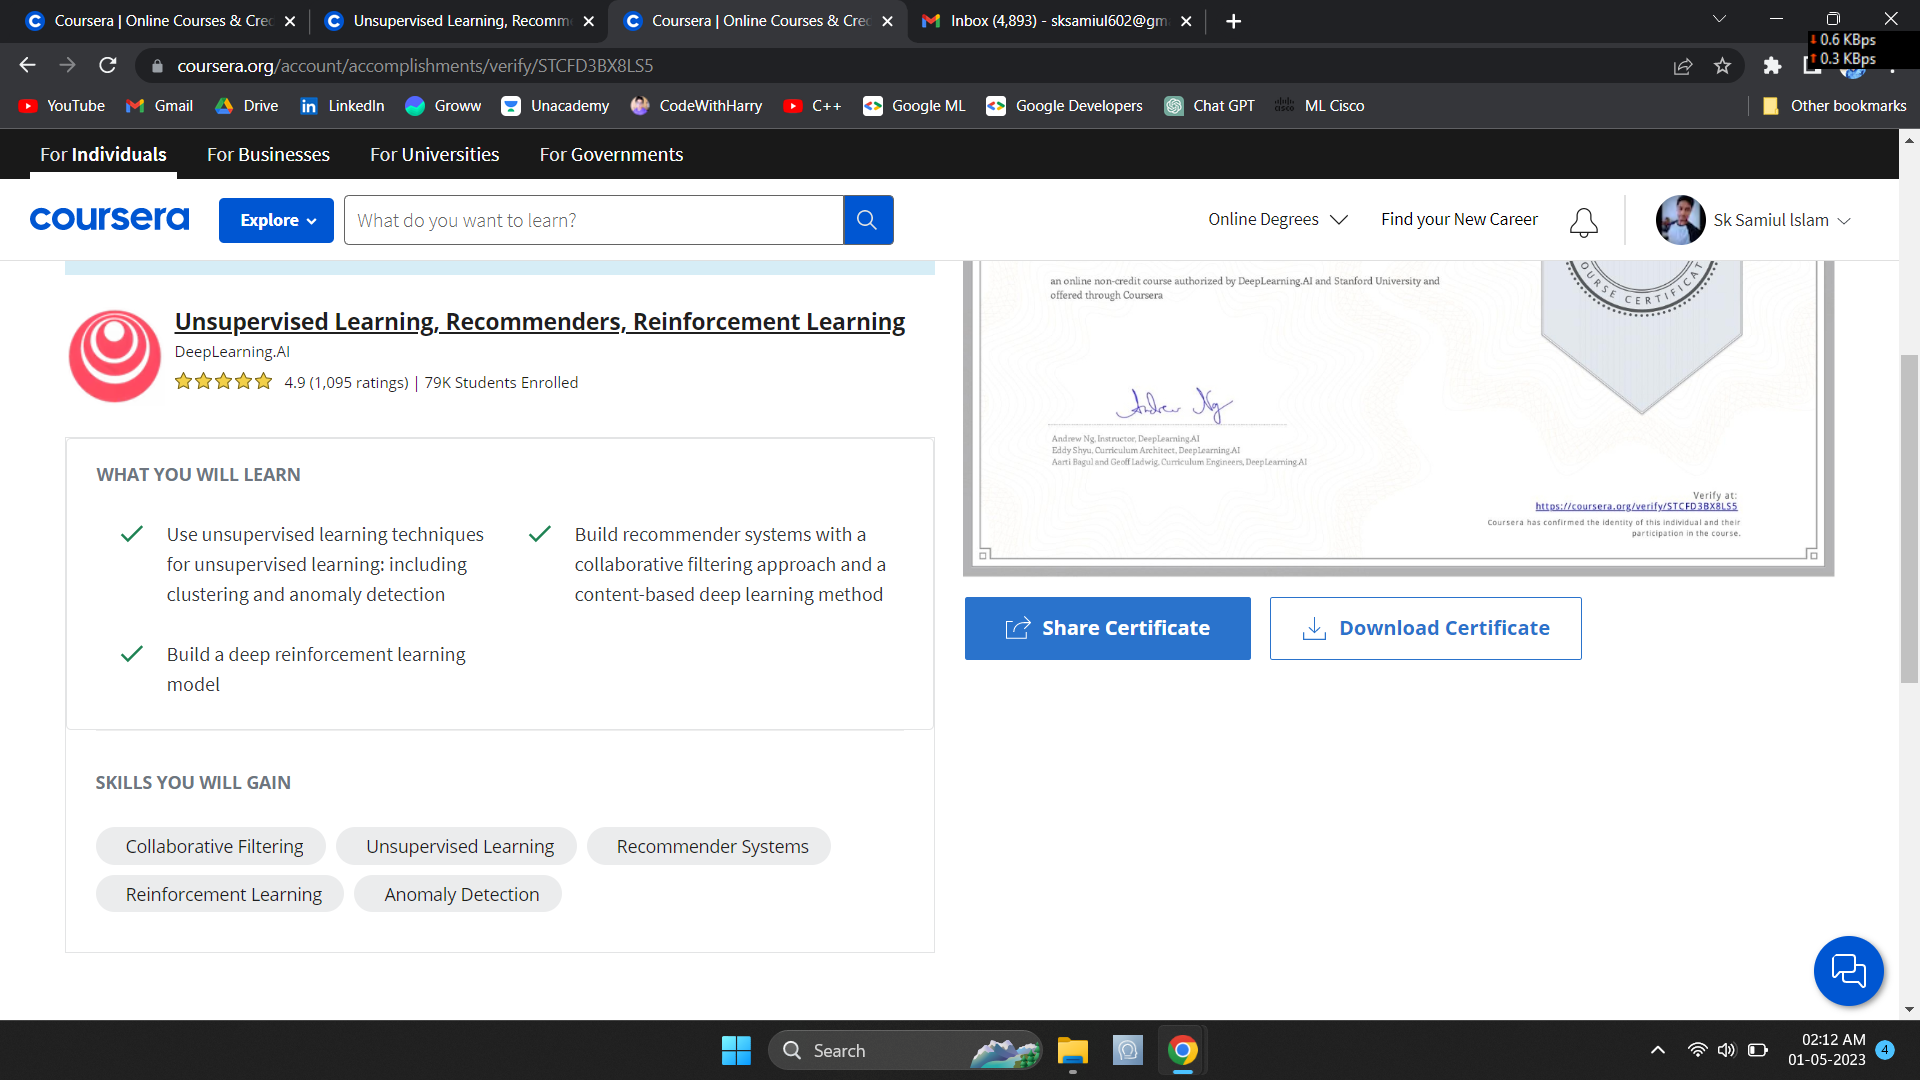 Coursera | Online Courses & Crec
Unsupervised Learning, Recomm
Coursera | Online Courses & Crec
Inbox (4,893) - sksamiul602@gm
0.6 KBps
0.3 KBps
coursera.org/account/accomplishments/verify/STCFD3BX8LS5
YouTube
Gmail
Drive
LinkedIn
Groww
Unacademy
CodeWithHarry
C++
Google ML
Google Developers
Chat GPT
ML Cisco
Other bookmarks
For Individuals
For Businesses
For Universities
For Governments
coursera
Explore
What do you want to learn?
Online Degrees
Find your New Career
Sk Samiul Islam
Unsupervised Learning, Recommenders, Reinforcement Learning
DeepLearning.AI
4.9 (1,095 ratings) | 79K Students Enrolled
WHAT YOU WILL LEARN
Use unsupervised learning techniques
for unsupervised learning: including
clustering and anomaly detection
Build recommender systems with a
collaborative filtering approach and a
content-based deep learning method
Build a deep reinforcement learning
model
SKILLS YOU WILL GAIN
Collaborative Filtering
Unsupervised Learning
Recommender Systems
Reinforcement Learning
Anomaly Detection
an online non-credit course authorized by DeepLearning.AI and Stanford University and
offered through Coursera
Andrew Ng
Andrew Ng, Instructor, DeepLearning.AI
Eddy Shyu, Curriculum Architect, DeepLearning.AI
Aarti Bagul and Geoff Ladwig, Curriculum Engineers, DeepLearning.AI
OURSE CERTIFICAT
Verify at:
https://coursera.org/verify/STCFD3BX8LS5
Coursera has confirmed the identity of this individual and their
participation in the course.
Share Certificate
Download Certificate
Search
02:12 AM
01-05-2023
4